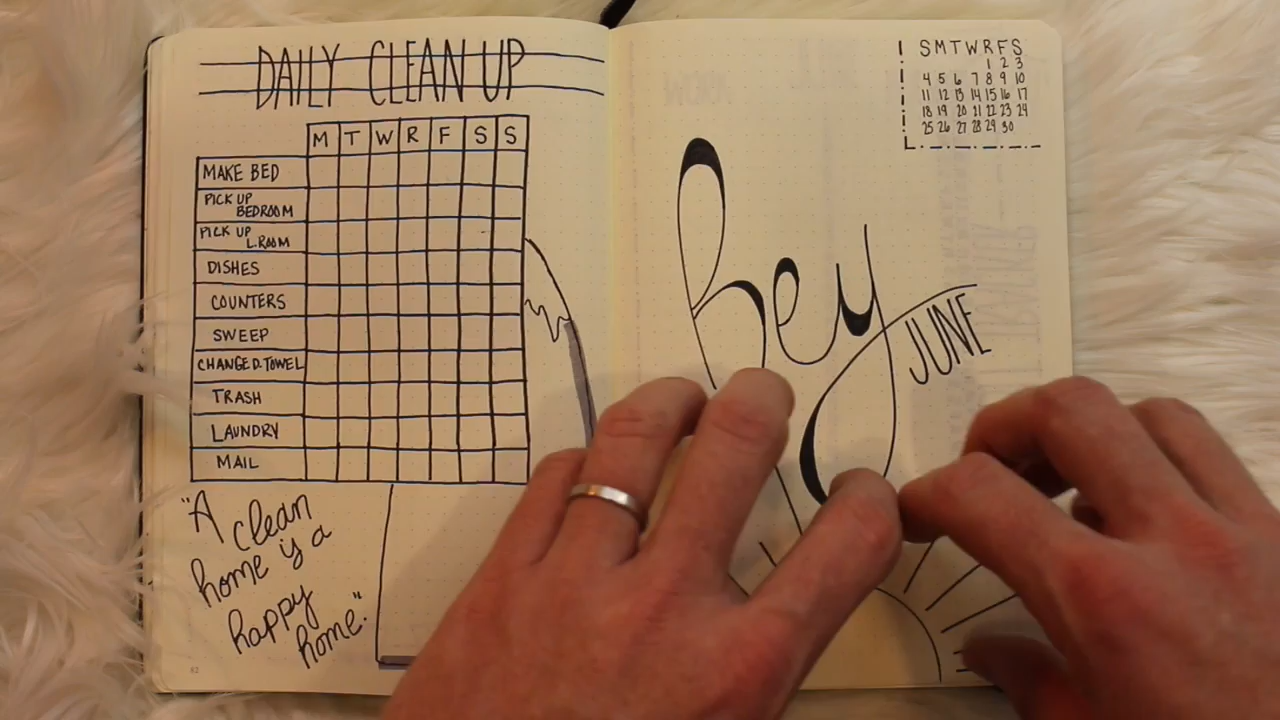 DAILY CLEAN UP
M T W R F S S
MAKE BED
PICK UP
BEDROOM
PICK UP
L.ROOM
DISHES
COUNTERS
SWEEP
CHANGE D. TOWEL
TRASH
LAUNDRY
MAIL
"A
clean
home is a
happy
home."
62
S M T W R F S
1 2 3
4 5 6 7 8 9 10
11 12 13 14 15 16 17
18 19 20 21 22 23 24
25 26 27 28 29 30
hey
JUNE